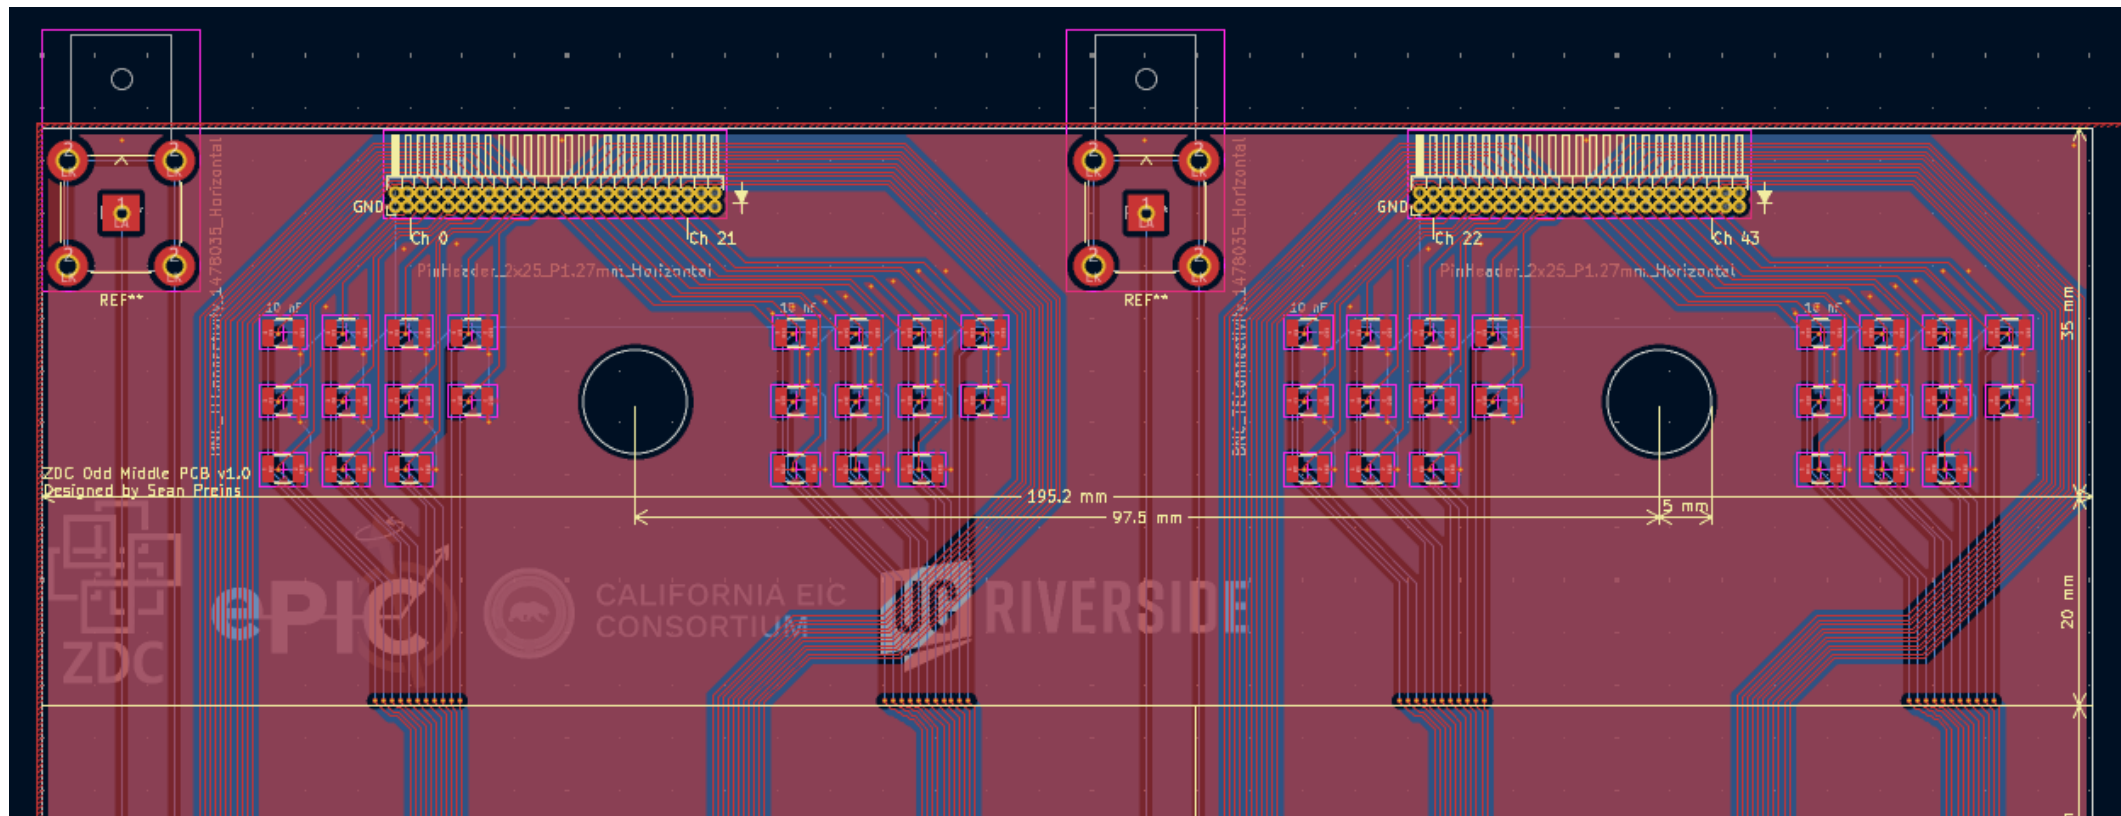 GND
Ch 0
Ch 21
PinHeader_2x25_P1.27mm_Horizontal
REF**
BNC_TEConnectivity_1478035_Horizontal
10 nF
10 nF
GND
Ch 22
Ch 43
PinHeader_2x25_P1.27mm_Horizontal
REF**
BNC_TEConnectivity_1478035_Horizontal
10 nF
10 nF
35 mm
ZDC Odd Middle PCB v1.0
Designed by Sean Preins
195.2 mm
97.5 mm
5 mm
20 mm
ZDC
ePIC
CALIFORNIA EIC
CONSORTIUM
UC RIVERSIDE